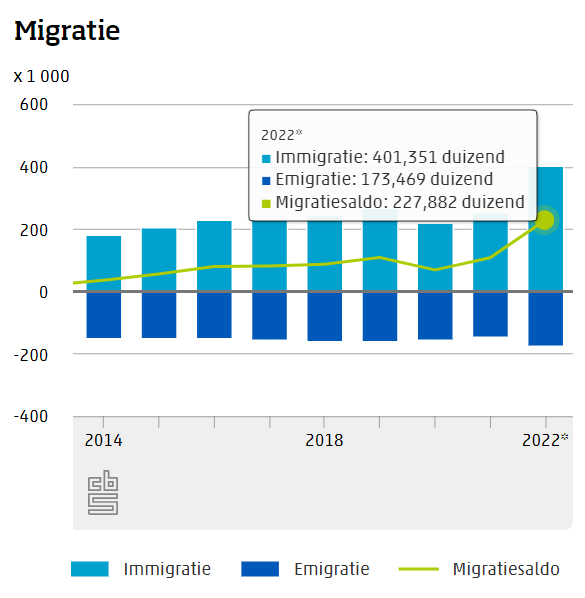 Migratie
x 1 000
600
2022*
Immigratie: 401,351 duizend
Emigratie: 173,469 duizend
Migratiesaldo: 227,882 duizend
400
200
0
-200
-400
2014
2018
2022*
cbs
Immigratie
Emigratie
Migratiesaldo